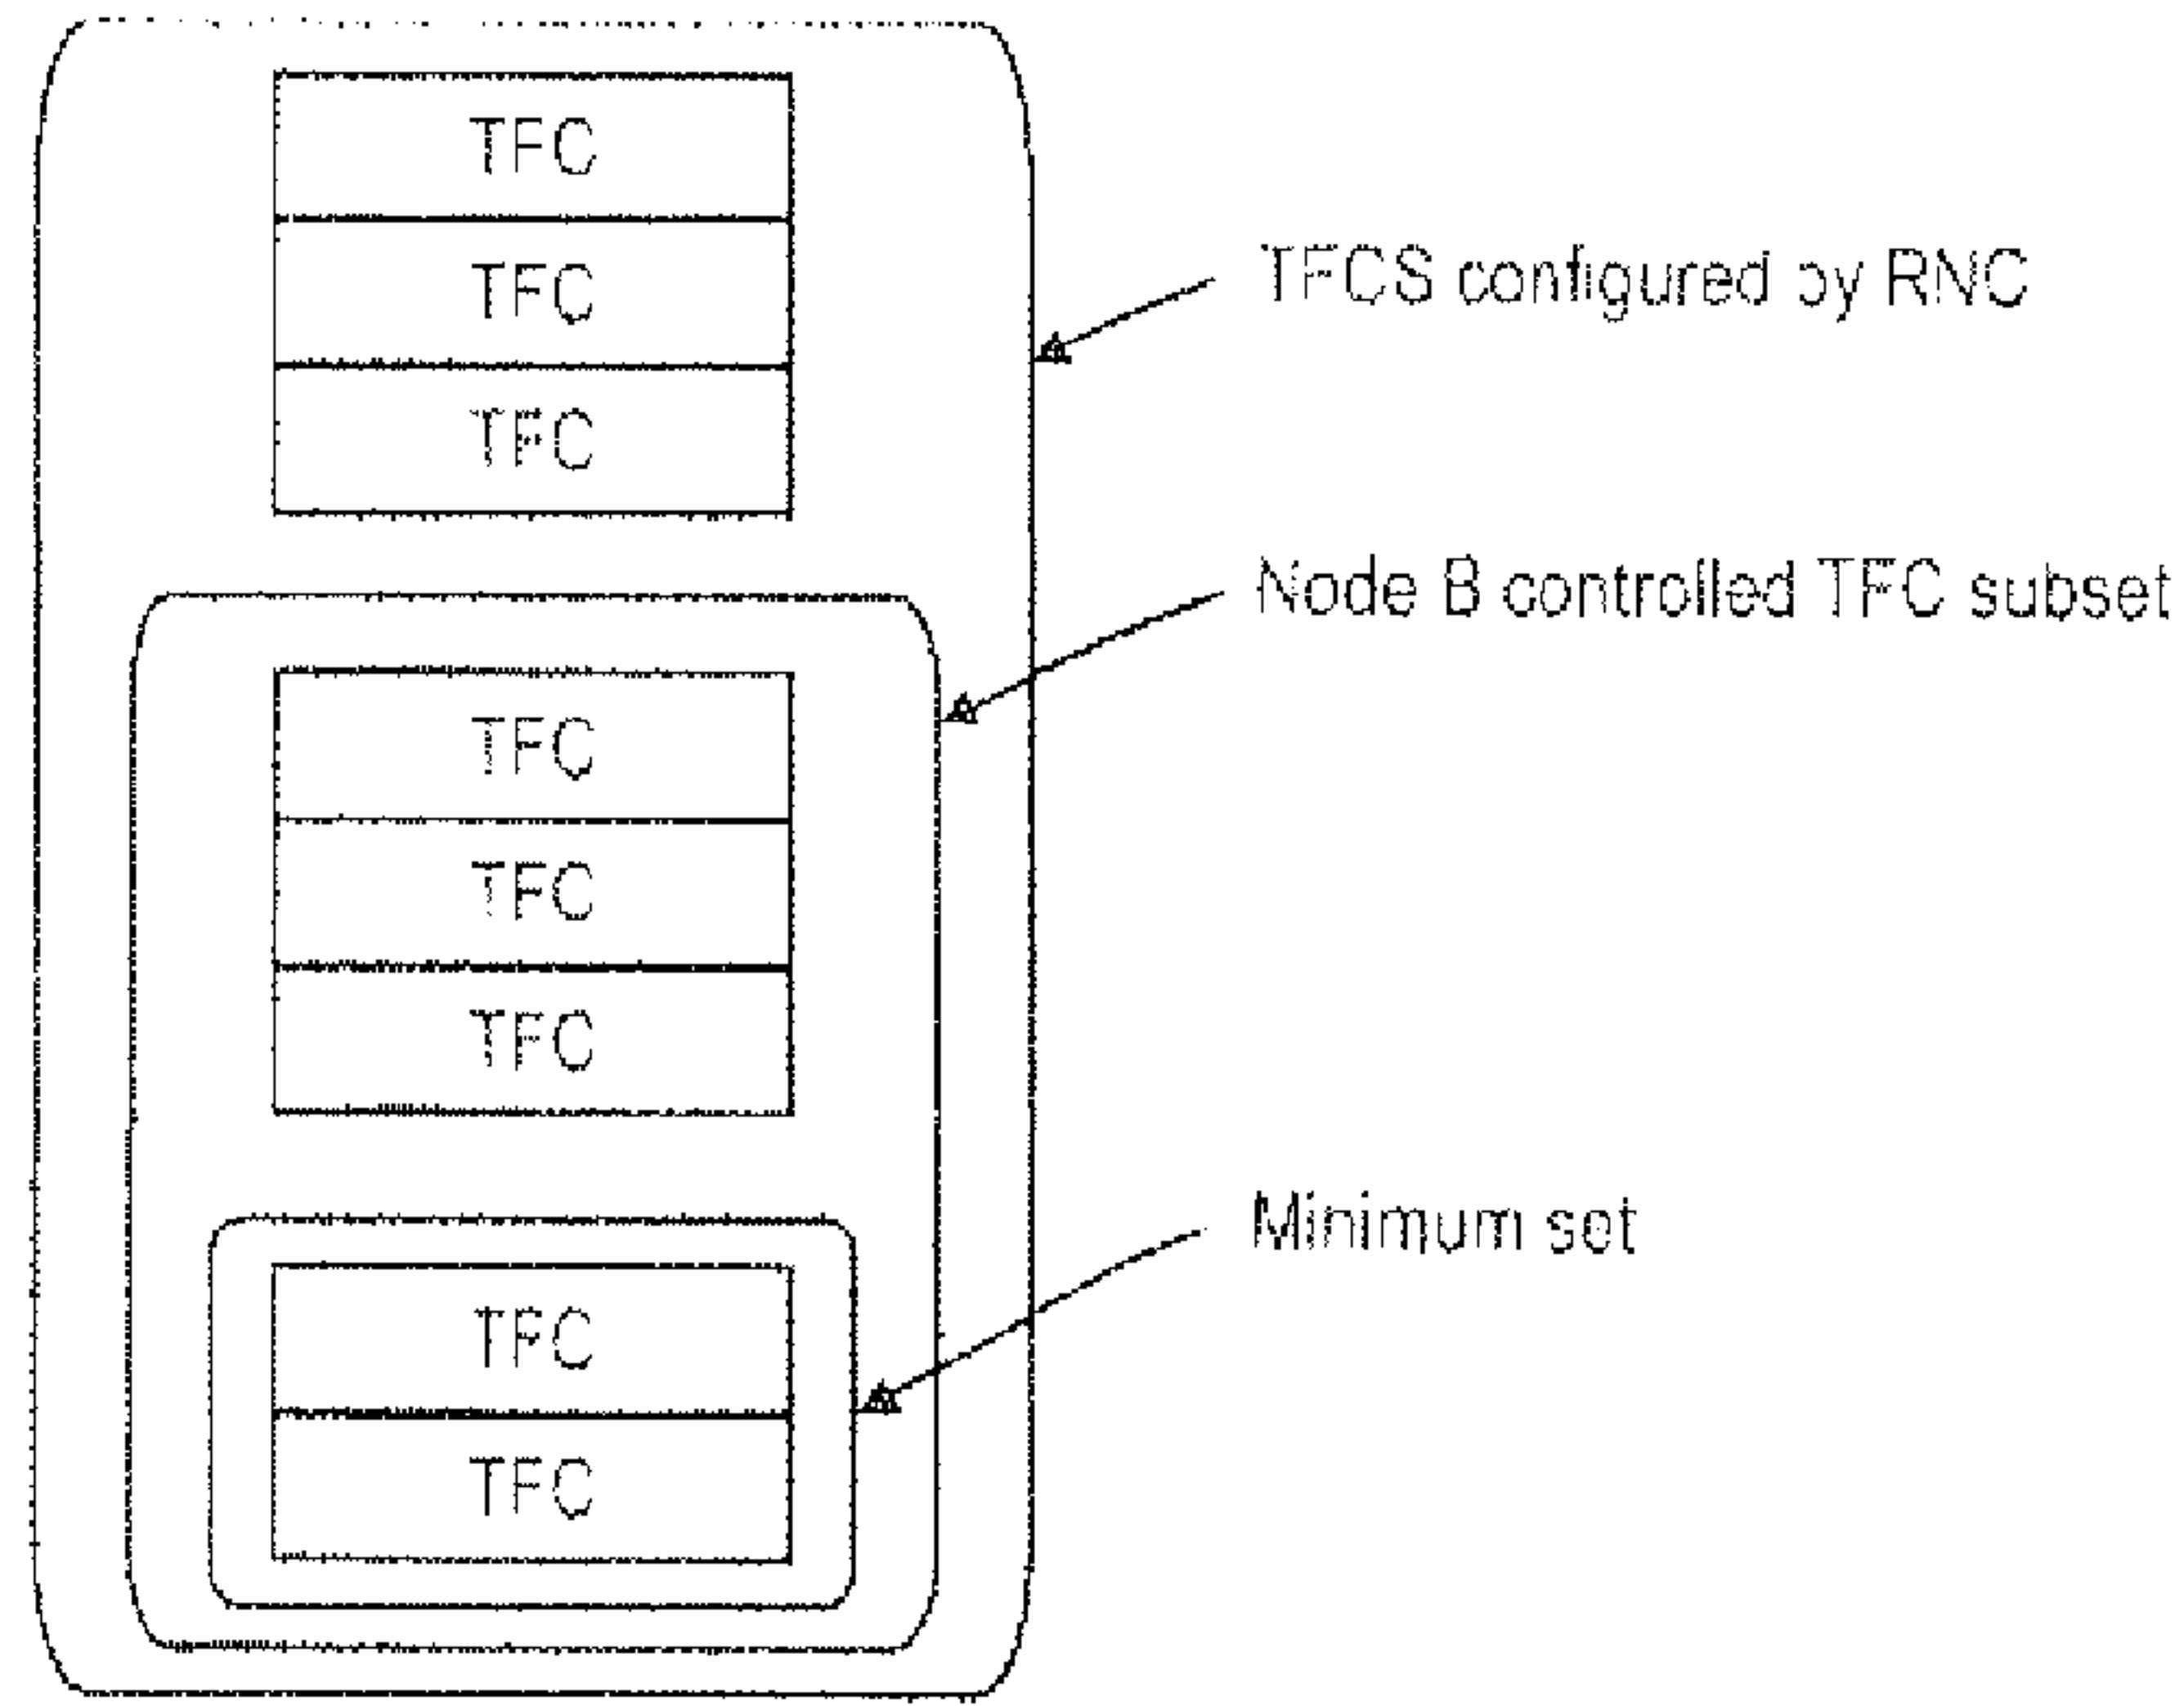 TFC
TFC
TFC
TFCS configured by RNC
Node B controlled TFC subset
TFC
TFC
TFC
Minimum set
TFC
TFC